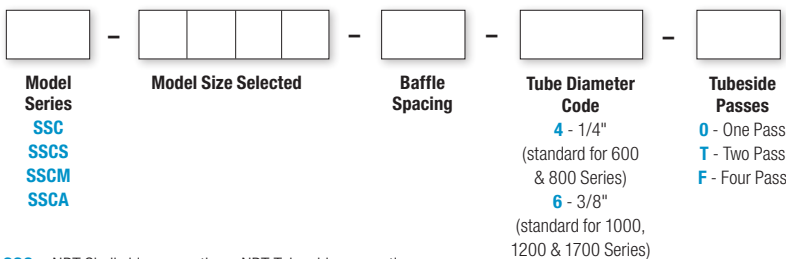 – – – –
Model Series
SSC
SSCS
SSCM
SSCA
Model Size Selected
Baffle Spacing
Tube Diameter Code
4 - 1/4"
(standard for 600
& 800 Series)
6 - 3/8"
(standard for 1000,
1200 & 1700 Series)
Tubeside Passes
0 - One Pass
T - Two Pass
F - Four Pass